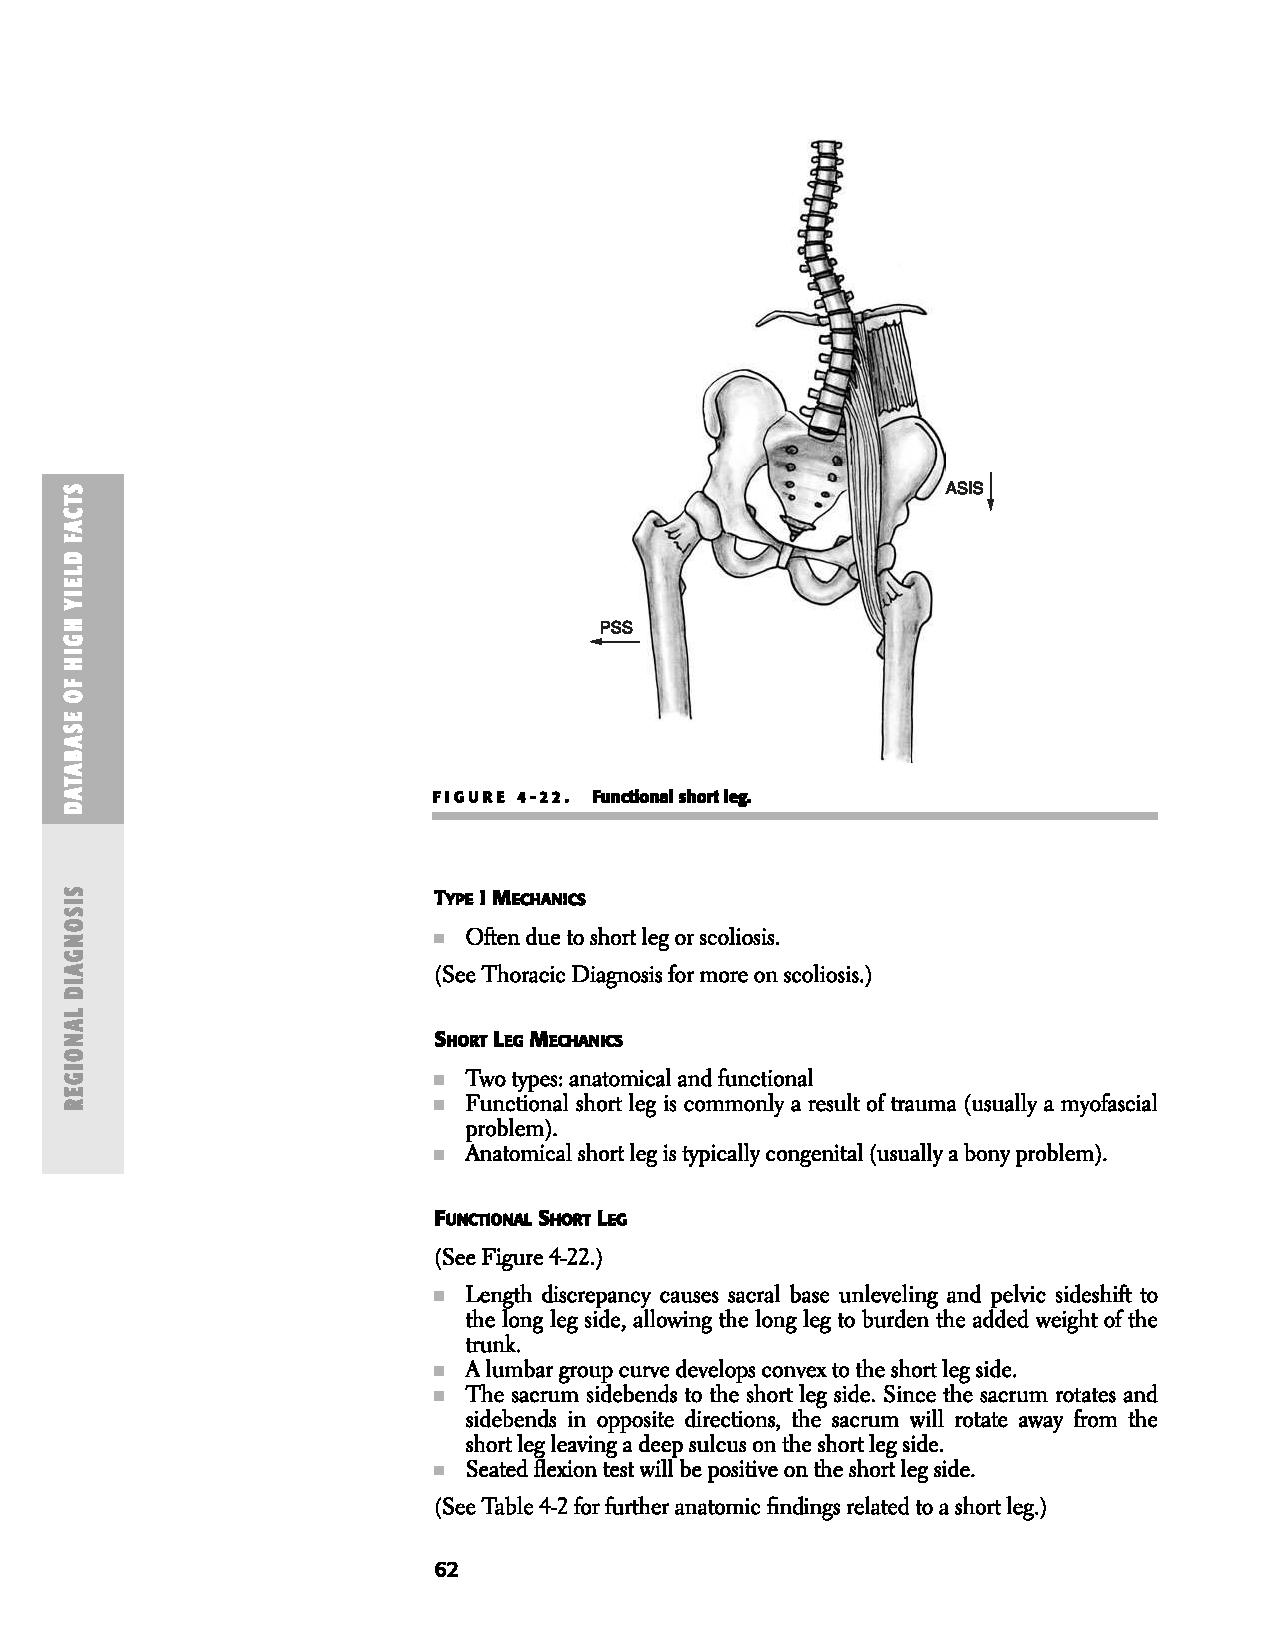 ASIS
PSS
FIGURE 4-22. Functional short leg.
DATABASE OF HIGH YIELD FACTS
REGIONAL DIAGNOSIS
TYPE I MECHANICS
■ Often due to short leg or scoliosis.
(See Thoracic Diagnosis for more on scoliosis.)
SHORT LEG MECHANICS
■ Two types: anatomical and functional
■ Functional short leg is commonly a result of trauma (usually a myofascial
problem).
■ Anatomical short leg is typically congenital (usually a bony problem).
FUNCTIONAL SHORT LEG
(See Figure 4-22.)
■ Length discrepancy causes sacral base unleveling and pelvic sideshift to
the long leg side, allowing the long leg to burden the added weight of the
trunk.
■ A lumbar group curve develops convex to the short leg side.
■ The sacrum sidebends to the short leg side. Since the sacrum rotates and
sidebends in opposite directions, the sacrum will rotate away from the
short leg leaving a deep sulcus on the short leg side.
■ Seated flexion test will be positive on the short leg side.
(See Table 4-2 for further anatomic findings related to a short leg.)
62